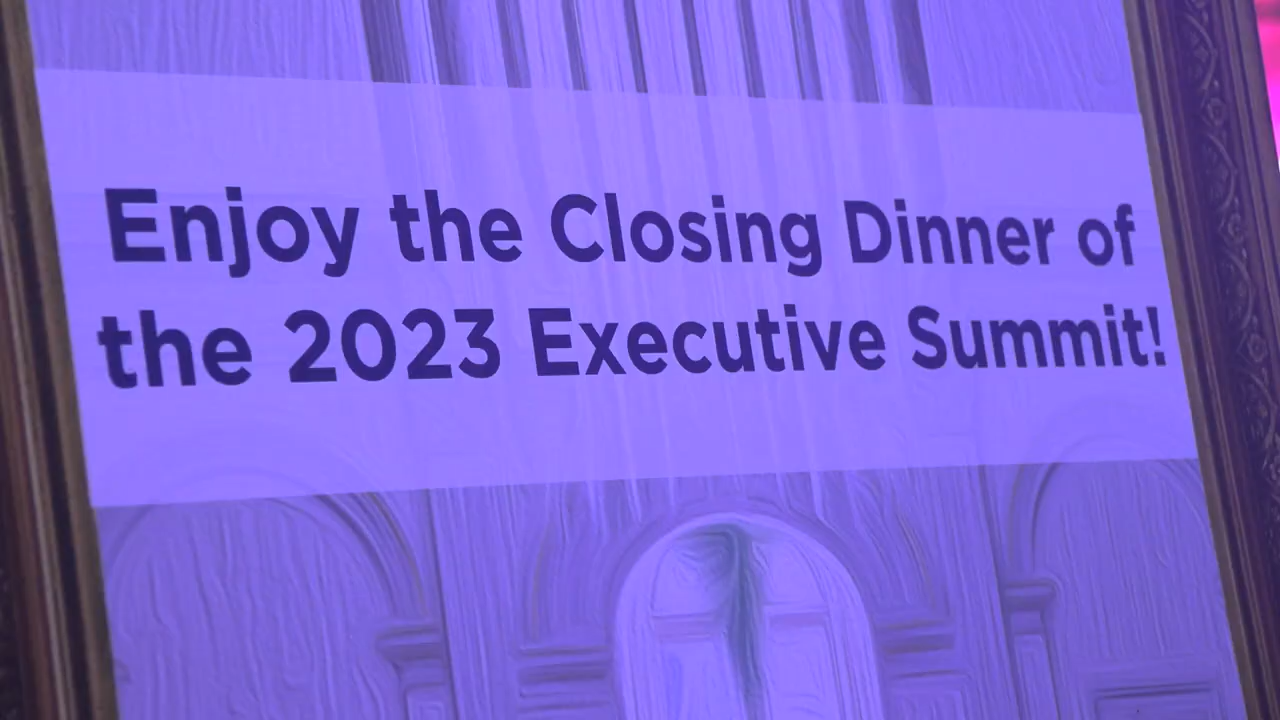 Enjoy the Closing Dinner of
the 2023 Executive Summit!